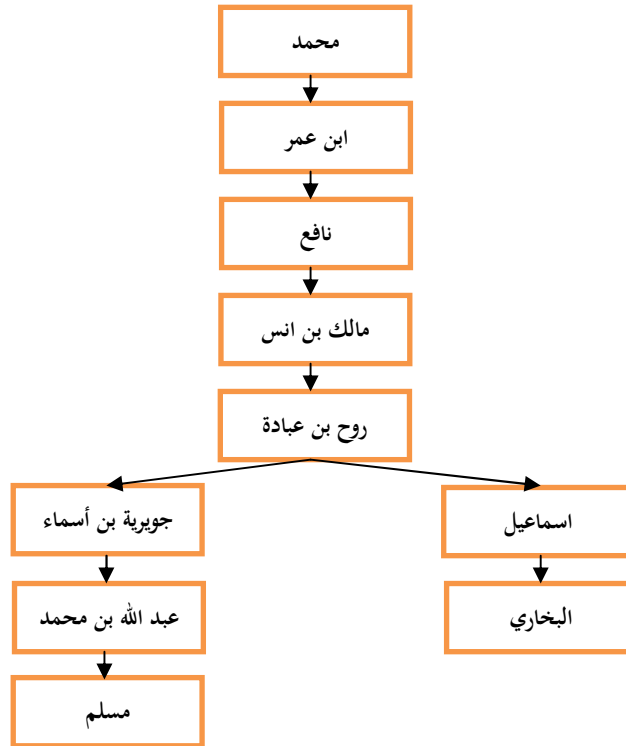 محمد
ابن عمر
نافع
مالك بن انس
روح بن عبادة
اسماعيل
جويرية بن أسماء
البخاري
عبد الله بن محمد
مسلم